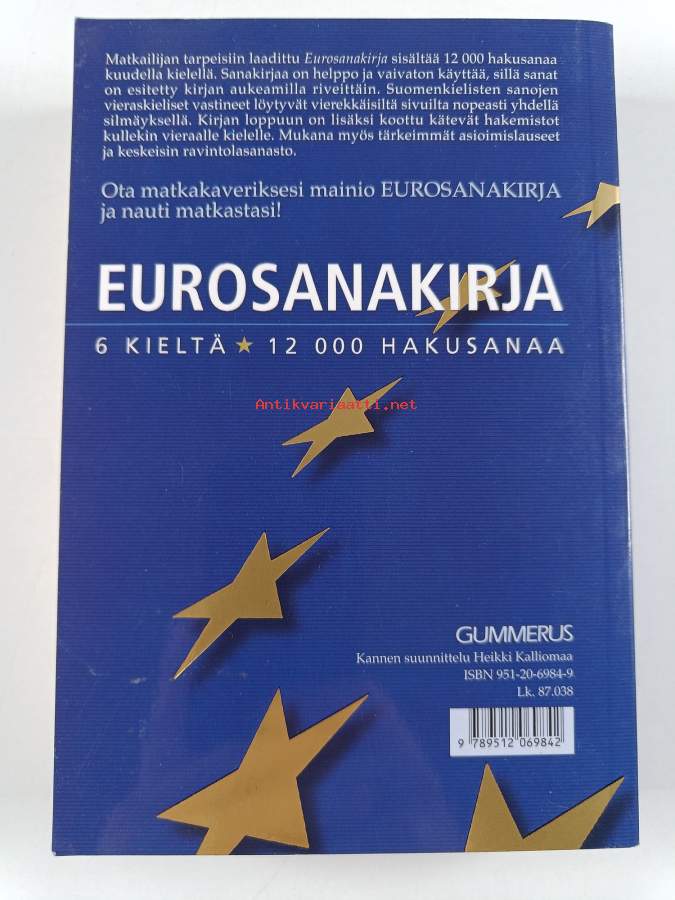 Matkailijan tarpeisiin laadittu Eurosanakirja sisältää 12 000 hakusanaa
kuudella kielellä. Sanakirjaa on helppo ja vaivaton käyttää, sillä sanat
on esitetty kirjan aukeamilla riveittäin. Suomenkielisten sanojen
vieraskieliset vastineet löytyvät vierekkäisiltä sivuilta nopeasti yhdellä
silmäyksellä. Kirjan loppuun on lisäksi koottu kätevät hakemistot
kullekin vieraalle kielelle. Mukana myös tärkeimmät asioimislauseet
ja keskeisin ravintolasanasto.
Ota matkakaveriksesi mainio EUROSANAKIRJA
ja nauti matkastasi!
EUROSANAKIRJA
6 KIELTÄ ★ 12 000 HAKUSANAA
Antikvariaatti.net
GUMMERUS
Kannen suunnittelu Heikki Kalliomaa
ISBN 951-20-6984-9
Lk. 87.038
9 789512 069842